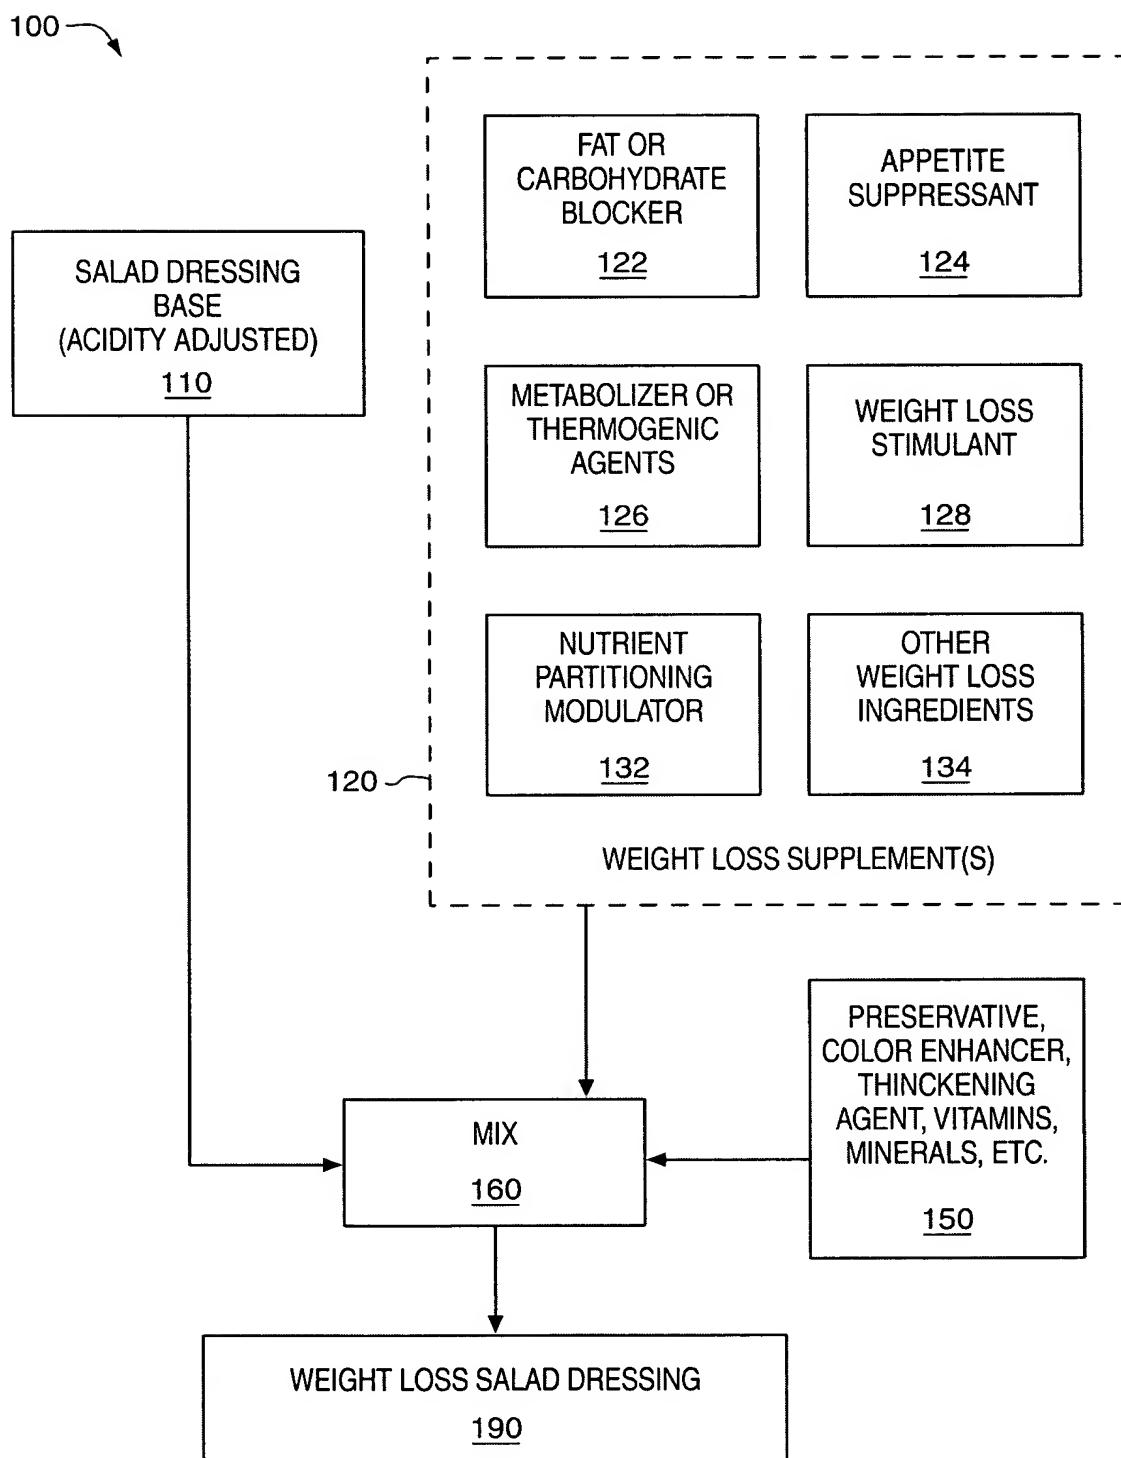 100
FAT OR
CARBOHYDRATE
BLOCKER
122
APPETITE
SUPPRESSANT
124
SALAD DRESSING
BASE
(ACIDITY ADJUSTED)
110
METABOLIZER OR
THERMOGENIC
AGENTS
126
WEIGHT LOSS
STIMULANT
128
NUTRIENT
PARTITIONING
MODULATOR
132
OTHER
WEIGHT LOSS
INGREDIENTS
134
120
WEIGHT LOSS SUPPLEMENT(S)
PRESERVATIVE,
COLOR ENHANCER,
THINCKENING
AGENT, VITAMINS,
MINERALS, ETC.
150
MIX
160
WEIGHT LOSS SALAD DRESSING
190